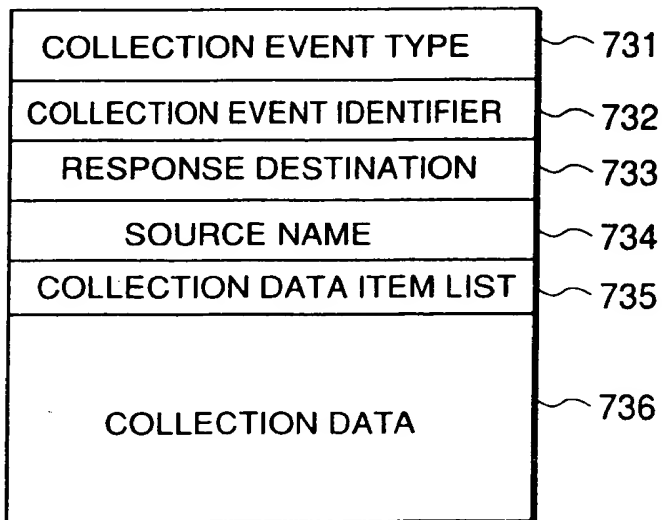 COLLECTION EVENT TYPE 731
COLLECTION EVENT IDENTIFIER 732
RESPONSE DESTINATION 733
SOURCE NAME 734
COLLECTION DATA ITEM LIST 735
COLLECTION DATA 736